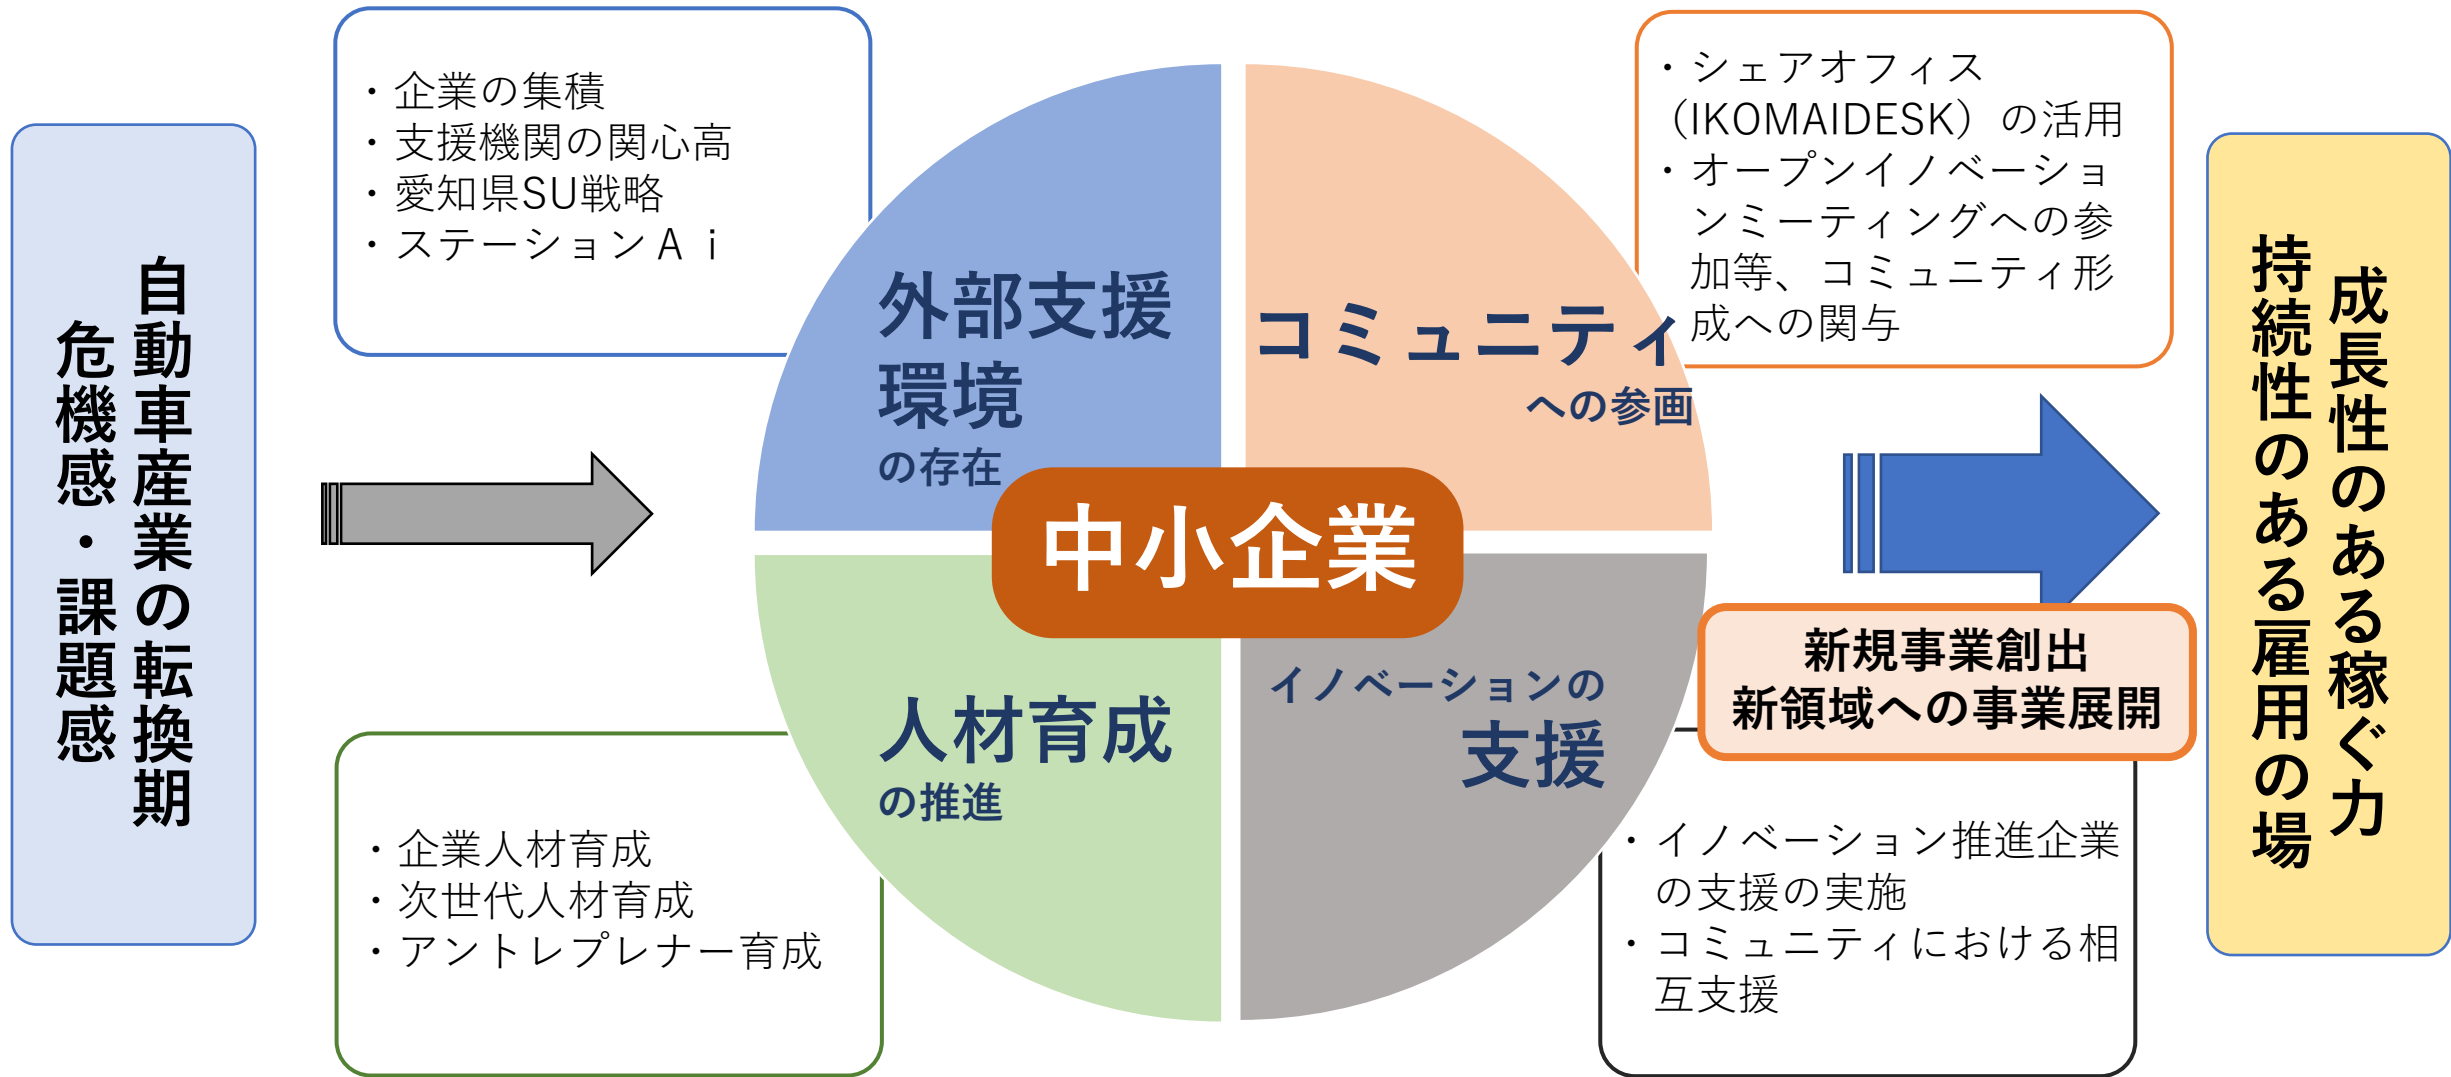 自動車産業の転換期
危機感・課題感
・企業の集積
・支援機関の関心高
・愛知県SU戦略
・ステーションＡｉ
外部支援
環境
の存在
コミュニティ
への参画
・シェアオフィス
（IKOMAIDESK）の活用
・オープンイノベーショ
ンミーティングへの参
加等、コミュニティ形
成への関与
中小企業
人材育成
の推進
・企業人材育成
・次世代人材育成
・アントレプレナー育成
イノベーションの
支援
・イノベーション推進企業
の支援の実施
・コミュニティにおける相
互支援
新規事業創出
新領域への事業展開
成長性のある稼ぐ力
持続性のある雇用の場